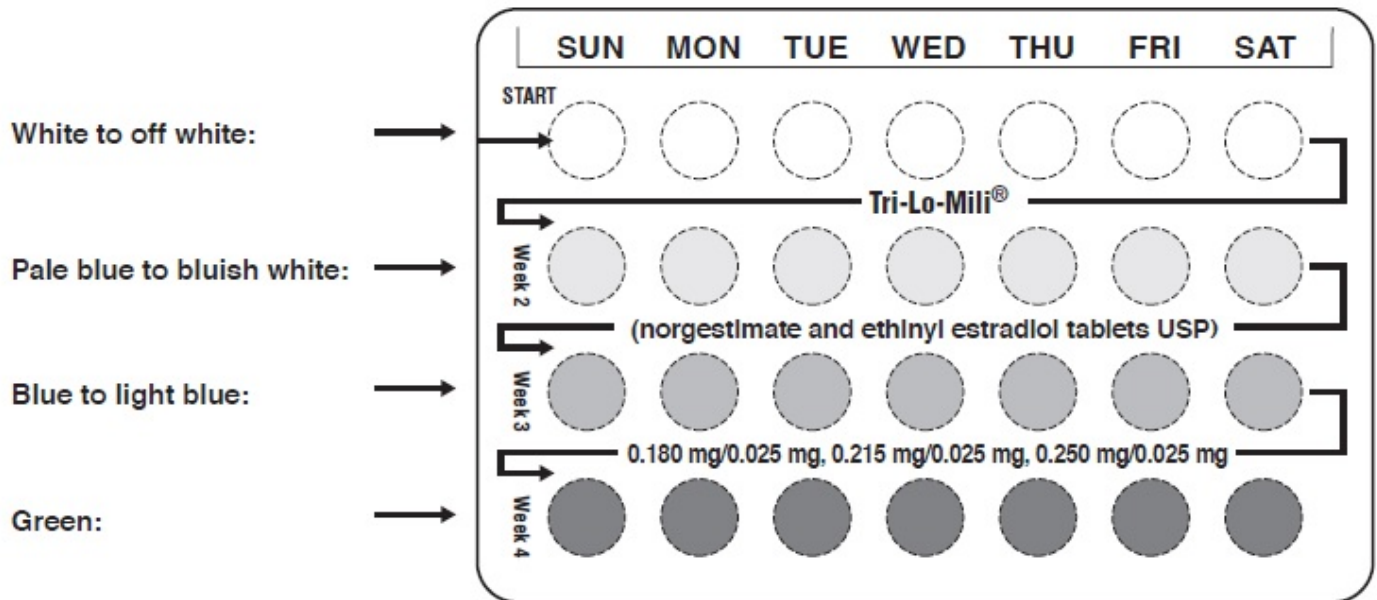 SUN MON TUE WED THU FRI SAT
START
White to off white:
Tri-Lo-Mili®
Pale blue to bluish white:
Week 2
(norgestimate and ethinyl estradiol tablets USP)
Blue to light blue:
Week 3
0.180 mg/0.025 mg, 0.215 mg/0.025 mg, 0.250 mg/0.025 mg
Green:
Week 4